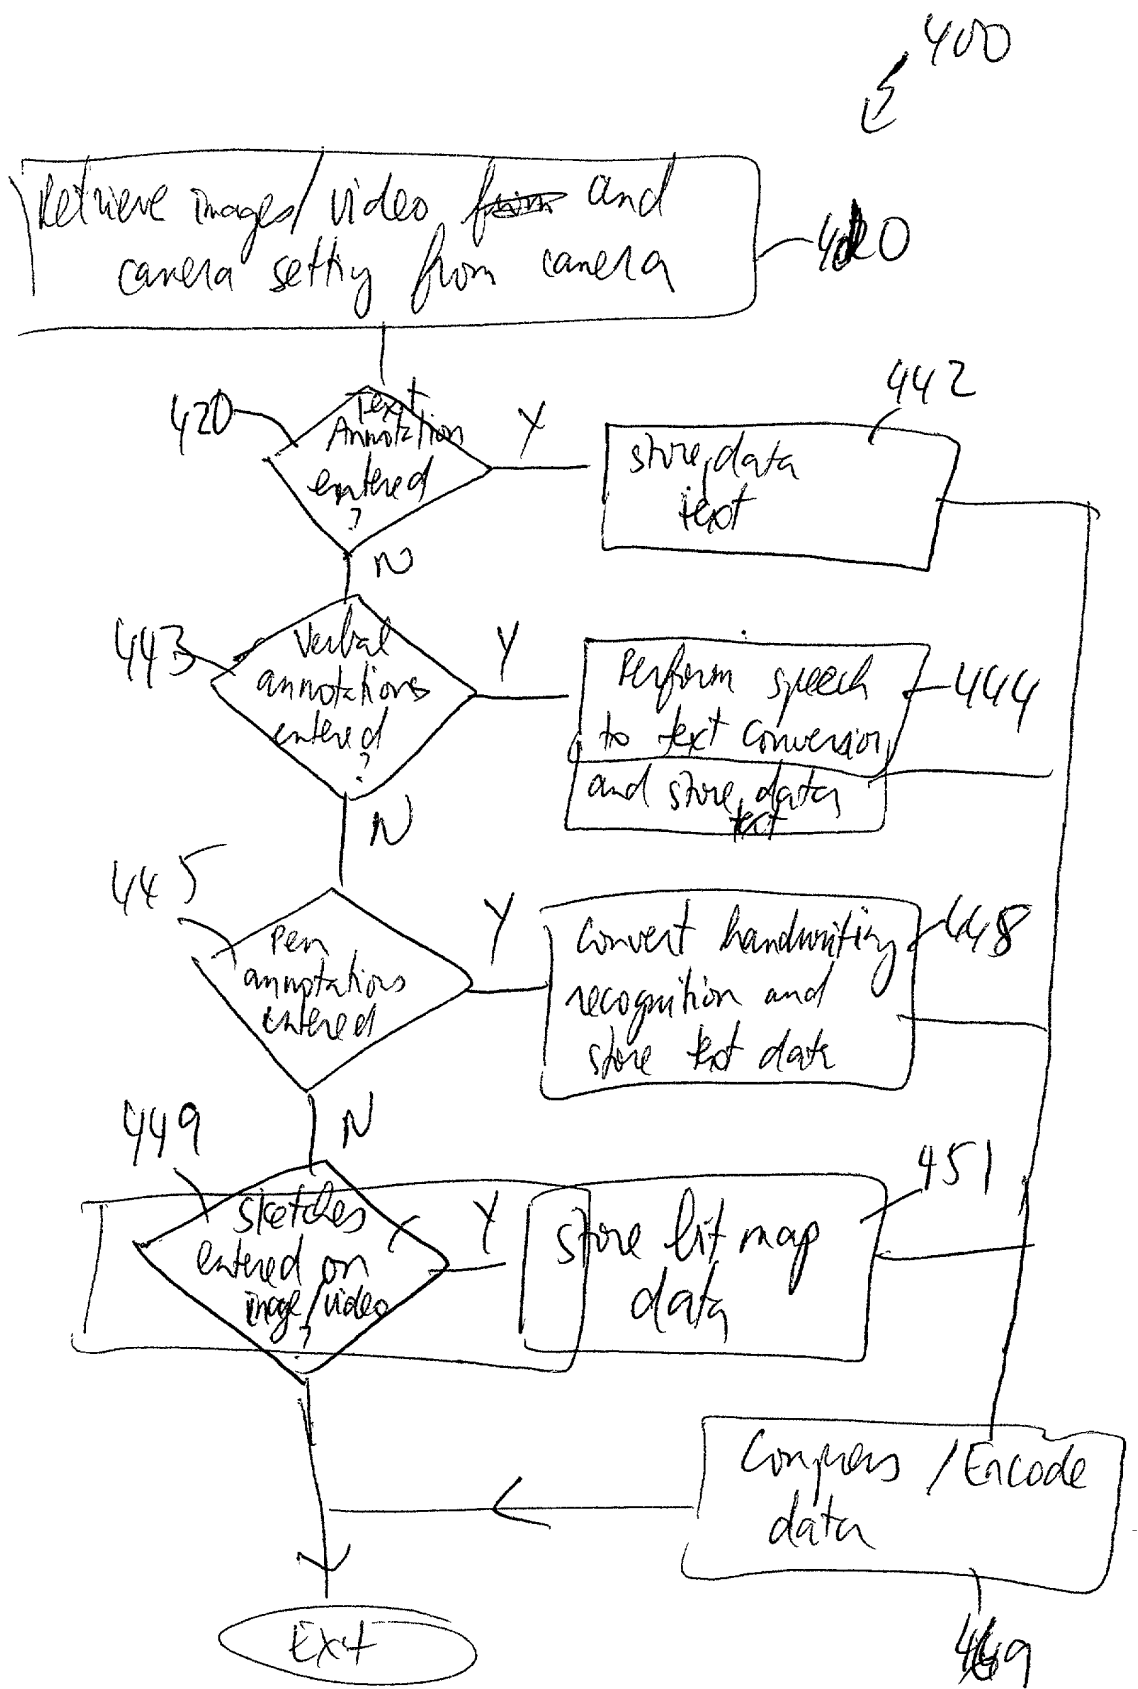 400
Retrieve images/video and
camera setting from camera
420
Text
Annotation
entered
?
Y
442
store data
text
N
443
Verbal
annotations
entered
?
Y
Perform speech
to text conversion
and store data
text
444
N
445
Pen
annotations
entered
Y
Convert handwriting
recognition and
store text data
448
N
449
Sketches
entered on
image/video
?
Y
store bit map
data
451
Compress / Encode
data
Exit